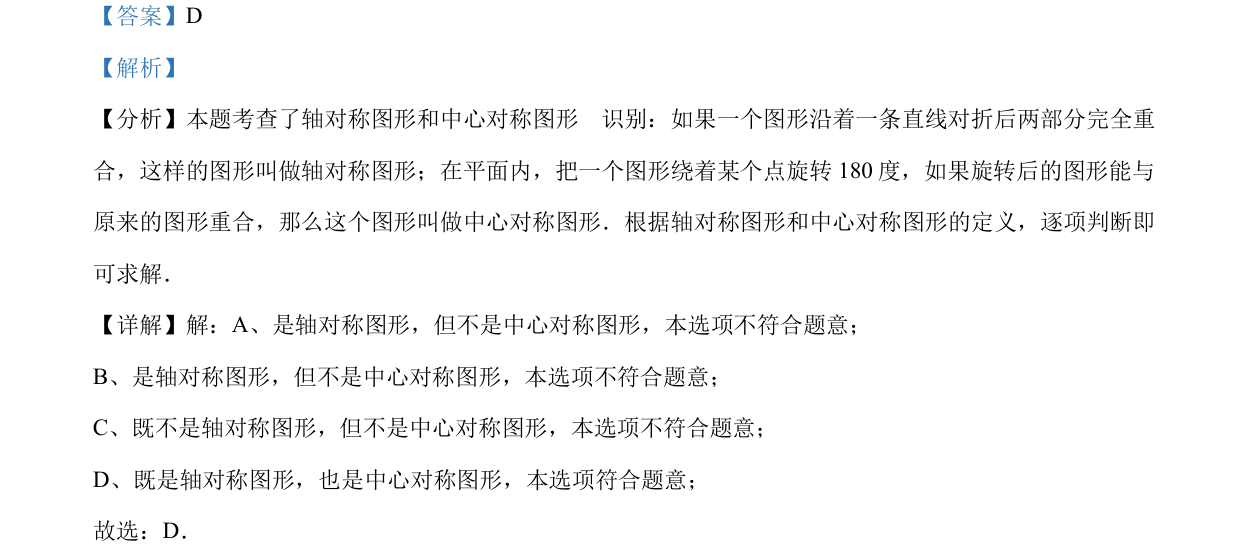 【答案】D
【解析】
【分析】本题考查了轴对称图形和中心对称图形　识别：如果一个图形沿着一条直线对折后两部分完全重
合，这样的图形叫做轴对称图形；在平面内，把一个图形绕着某个点旋转 180 度，如果旋转后的图形能与
原来的图形重合，那么这个图形叫做中心对称图形．根据轴对称图形和中心对称图形的定义，逐项判断即
可求解．
【详解】解：A、是轴对称图形，但不是中心对称图形，本选项不符合题意；
B、是轴对称图形，但不是中心对称图形，本选项不符合题意；
C、既不是轴对称图形，但不是中心对称图形，本选项不符合题意；
D、既是轴对称图形，也是中心对称图形，本选项符合题意；
故选：D．